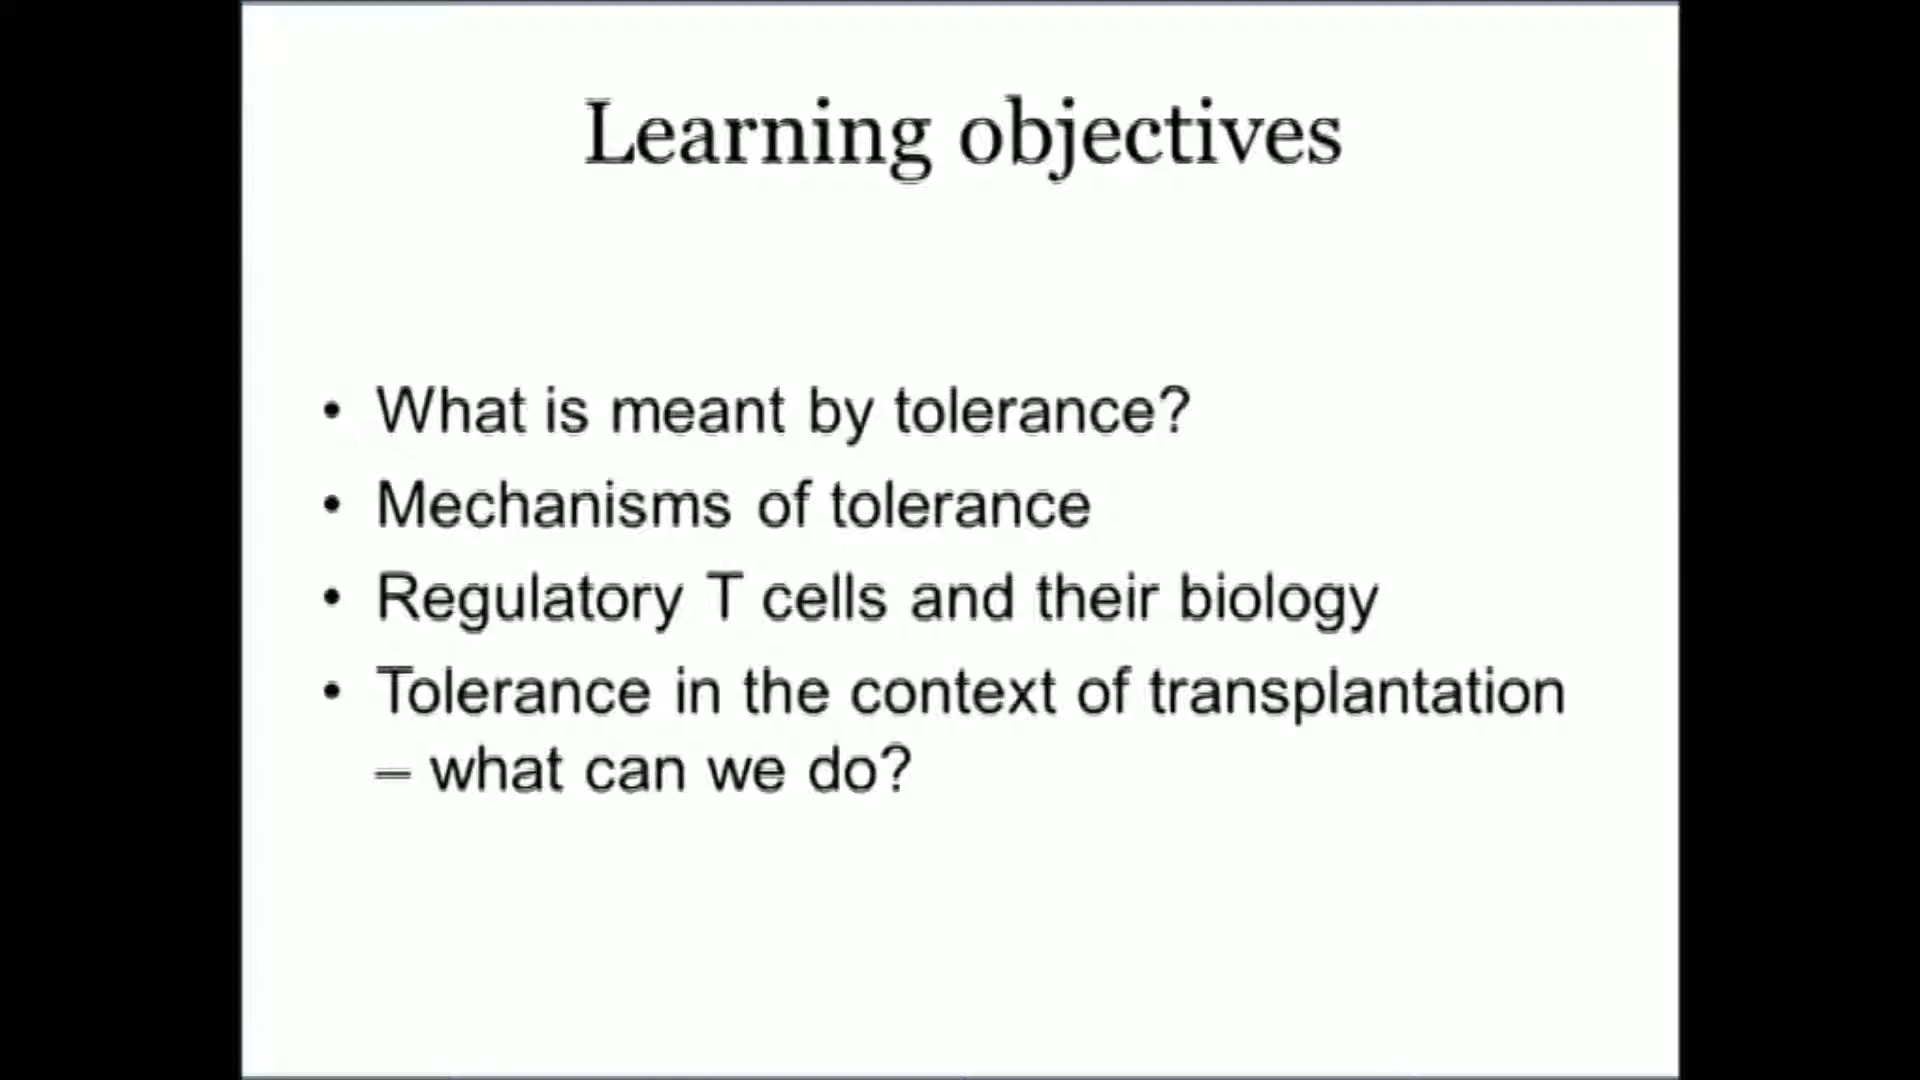 Learning objectives
• What is meant by tolerance?
• Mechanisms of tolerance
• Regulatory T cells and their biology
• Tolerance in the context of transplantation
– what can we do?